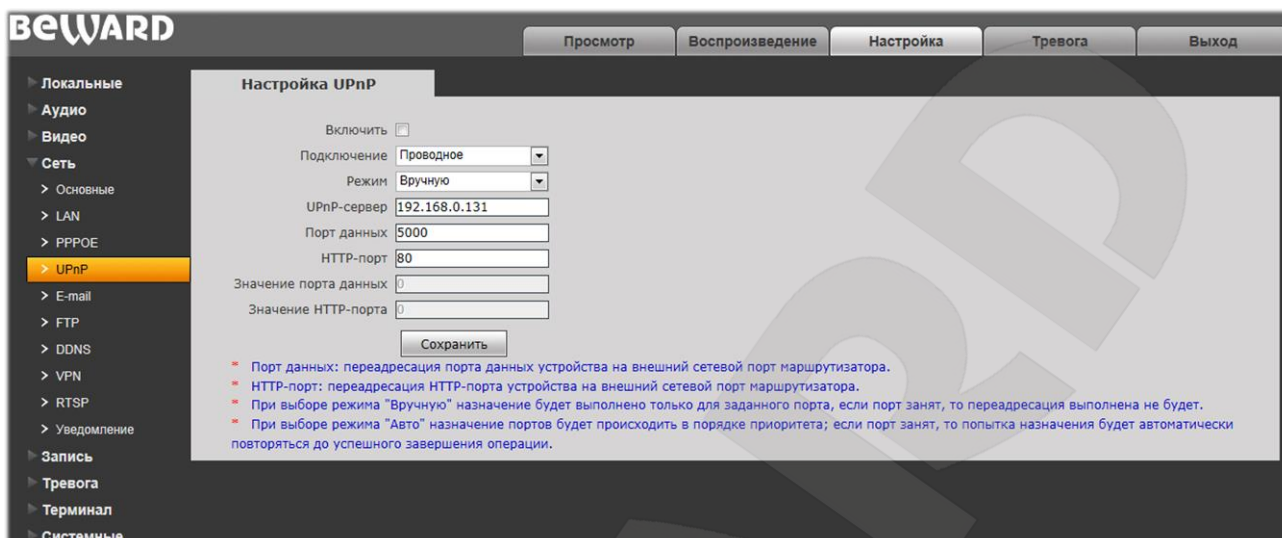 BEWARD
Просмотр
Воспроизведение
Настройка
Тревога
Выход
Локальные
Аудио
Видео
Сеть
Основные
LAN
PPPOE
UPnP
E-mail
FTP
DDNS
VPN
RTSP
Уведомление
Запись
Тревога
Терминал
Системные
Настройка UPnP
Включить
Подключение Проводное
Режим Вручную
UPnP-сервер 192.168.0.131
Порт данных 5000
HTTP-порт 80
Значение порта данных 0
Значение HTTP-порта 0
Сохранить
* Порт данных: переадресация порта данных устройства на внешний сетевой порт маршрутизатора.
* HTTP-порт: переадресация HTTP-порта устройства на внешний сетевой порт маршрутизатора.
* При выборе режима "Вручную" назначение будет выполнено только для заданного порта, если порт занят, то переадресация выполнена не будет.
* При выборе режима "Авто" назначение портов будет происходить в порядке приоритета; если порт занят, то попытка назначения будет автоматически
повторяться до успешного завершения операции.